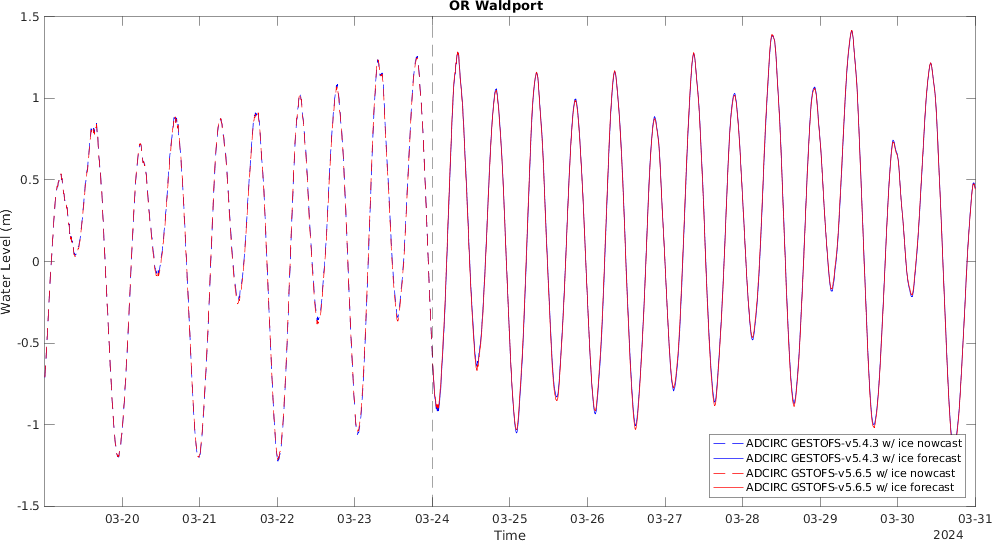 OR Waldport
1.5
1
0.5
0
-0.5
-1
-1.5
Water Level (m)
03-20 03-21 03-22 03-23 03-24 03-25 03-26 03-27 03-28 03-29 03-30 03-31
Time
2024
ADCIRC GESTOFS-v5.4.3 w/ ice nowcast
ADCIRC GESTOFS-v5.4.3 w/ ice forecast
ADCIRC GSTOFS-v5.6.5 w/ ice nowcast
ADCIRC GSTOFS-v5.6.5 w/ ice forecast